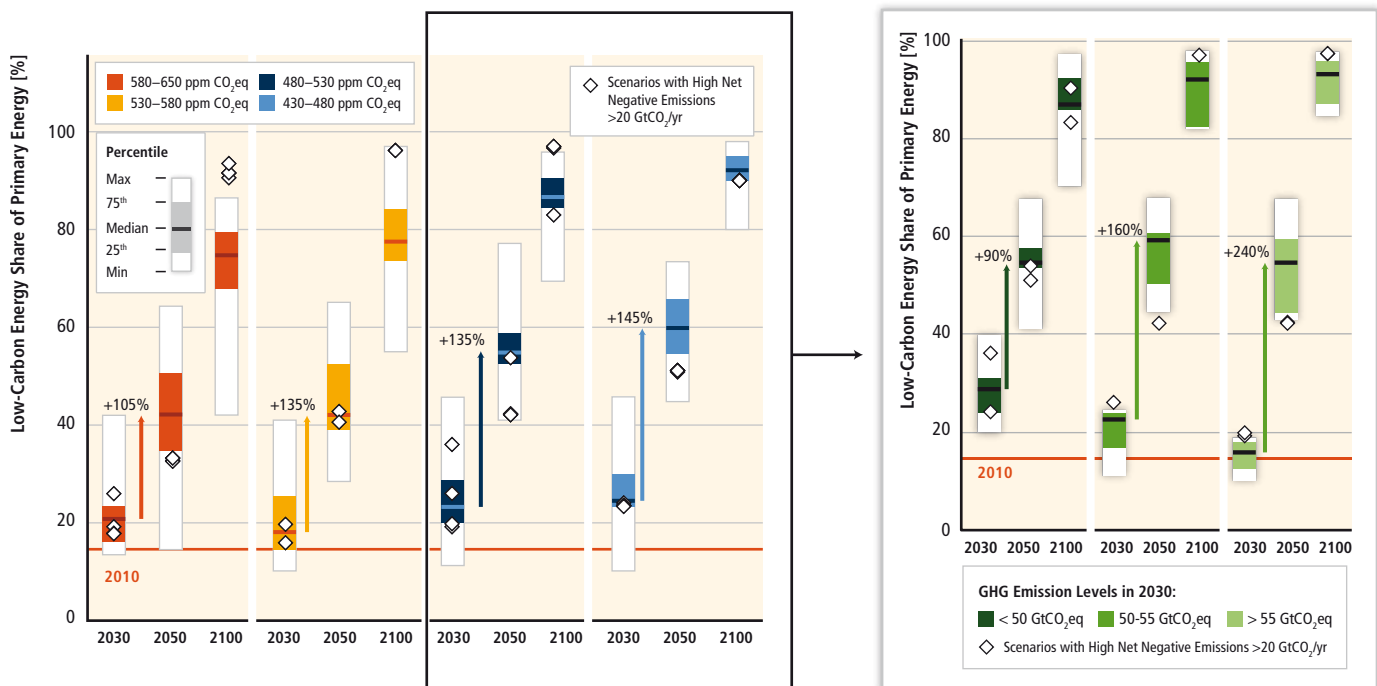 Low-Carbon Energy Share of Primary Energy [%]
100
80
60
40
20
0
580–650 ppm CO₂eq
530–580 ppm CO₂eq
480–530 ppm CO₂eq
430–480 ppm CO₂eq
Scenarios with High Net
Negative Emissions
>20 GtCO₂/yr
Percentile
Max
75th
Median
25th
Min
+105%
+135%
+135%
+145%
2010
2030 2050 2100
2030 2050 2100
2030 2050 2100
2030 2050 2100
Low-Carbon Energy Share of Primary Energy [%]
100
80
60
40
20
0
+90%
+160%
+240%
2010
2030 2050 2100
2030 2050 2100
2030 2050 2100
GHG Emission Levels in 2030:
< 50 GtCO₂eq 50-55 GtCO₂eq > 55 GtCO₂eq
Scenarios with High Net Negative Emissions >20 GtCO₂/yr